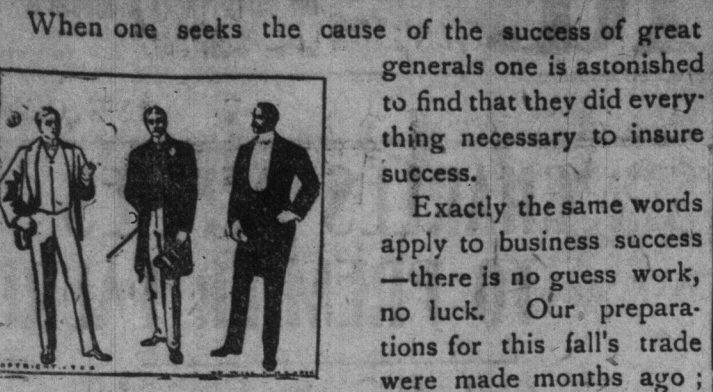 When one seeks the cause of the success of great
generals one is astonished
to find that they did every-
thing necessary to insure
success.
Exactly the same words
apply to business success
—there is no guess work,
no luck. Our prepara-
tions for this fall's trade
were made months ago ;